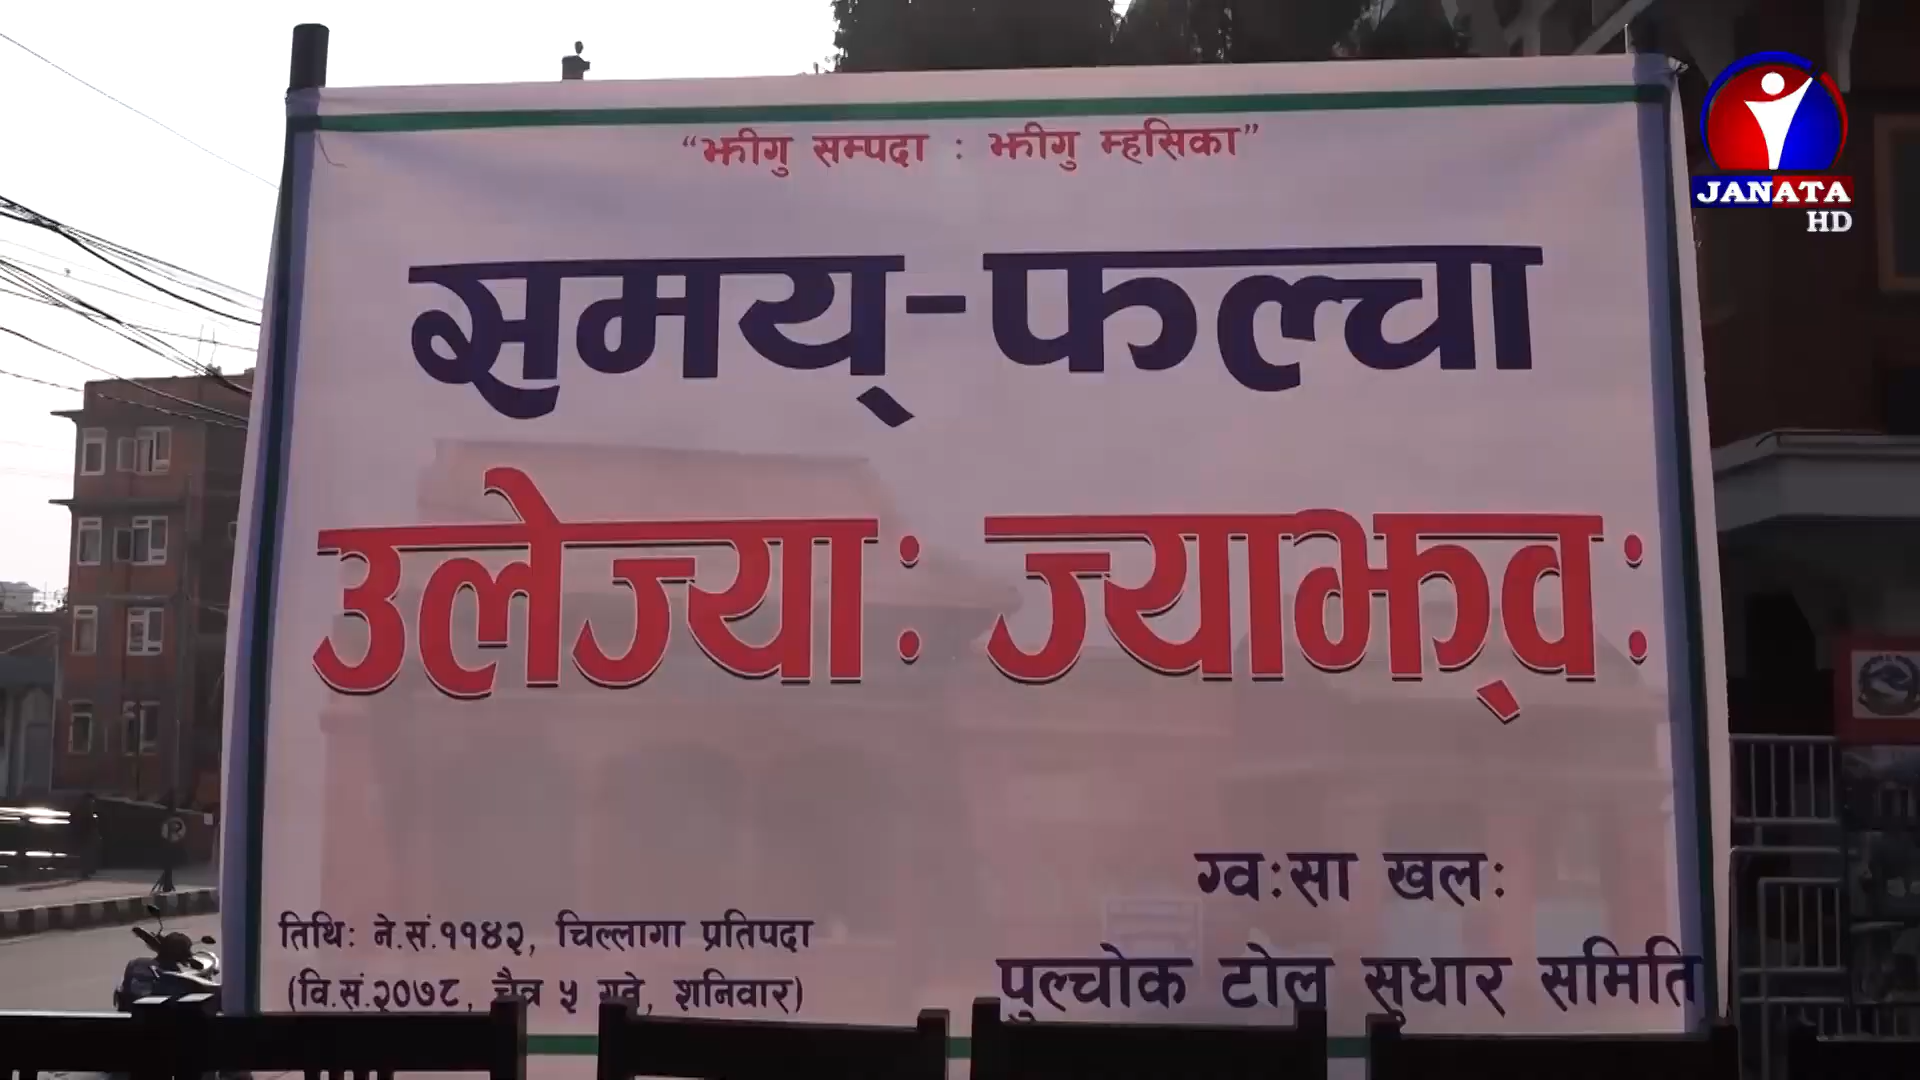 “झीगु सम्पदा : झीगु म्हसिका”
JANATA
HD
समय्-फल्चा
उलेज्याः ज्याझ्वः
ग्वःसा खलः
तिथिः ने.सं.११४२, चिल्लागा प्रतिपदा
(वि.सं.२०७८, चैत्र ५ गते, शनिवार)
पुल्चोक टोल सुधार समिति